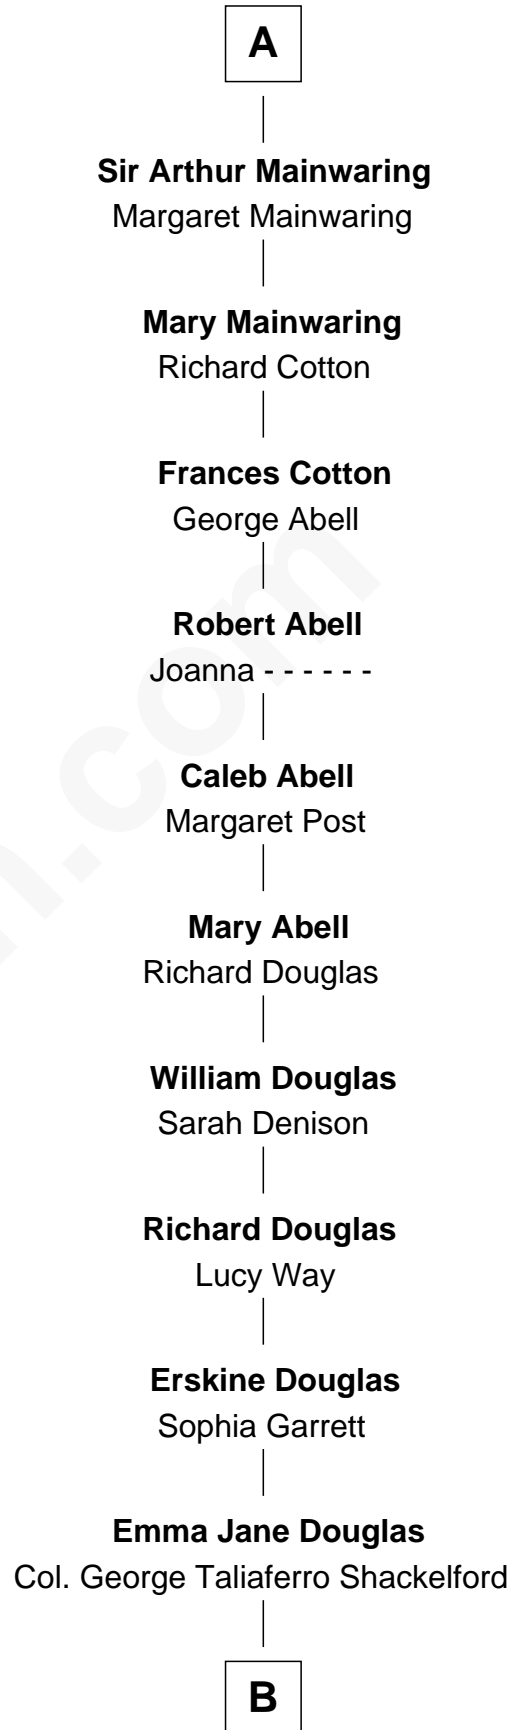 A
Sir Arthur Mainwaring
Margaret Mainwaring
Mary Mainwaring
Richard Cotton
Frances Cotton
George Abell
Robert Abell
Joanna - - - - - -
Caleb Abell
Margaret Post
Mary Abell
Richard Douglas
William Douglas
Sarah Denison
Richard Douglas
Lucy Way
Erskine Douglas
Sophia Garrett
Emma Jane Douglas
Col. George Taliaferro Shackelford
B